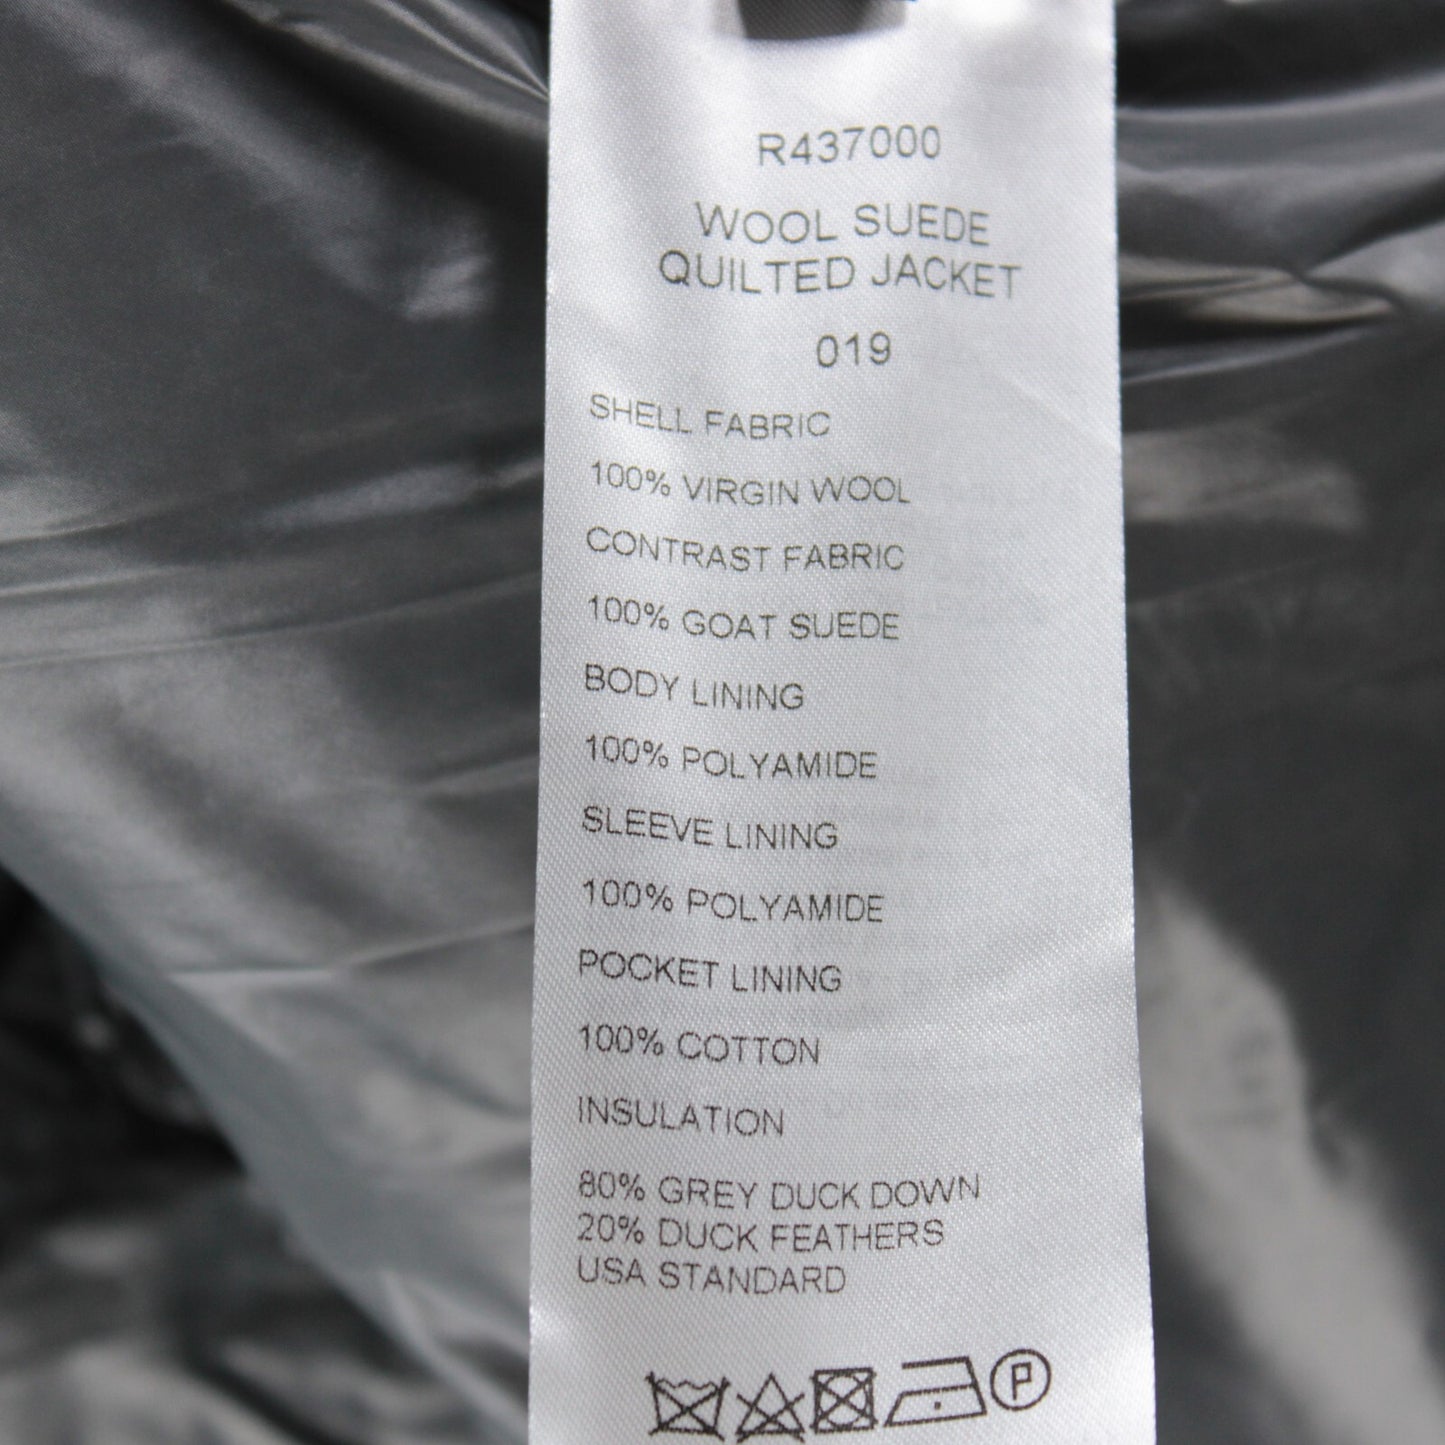 R437000
WOOL SUEDE
QUILTED JACKET
019
SHELL FABRIC
100% VIRGIN WOOL
CONTRAST FABRIC
100% GOAT SUEDE
BODY LINING
100% POLYAMIDE
SLEEVE LINING
100% POLYAMIDE
POCKET LINING
100% COTTON
INSULATION
80% GREY DUCK DOWN
20% DUCK FEATHERS
USA STANDARD
P